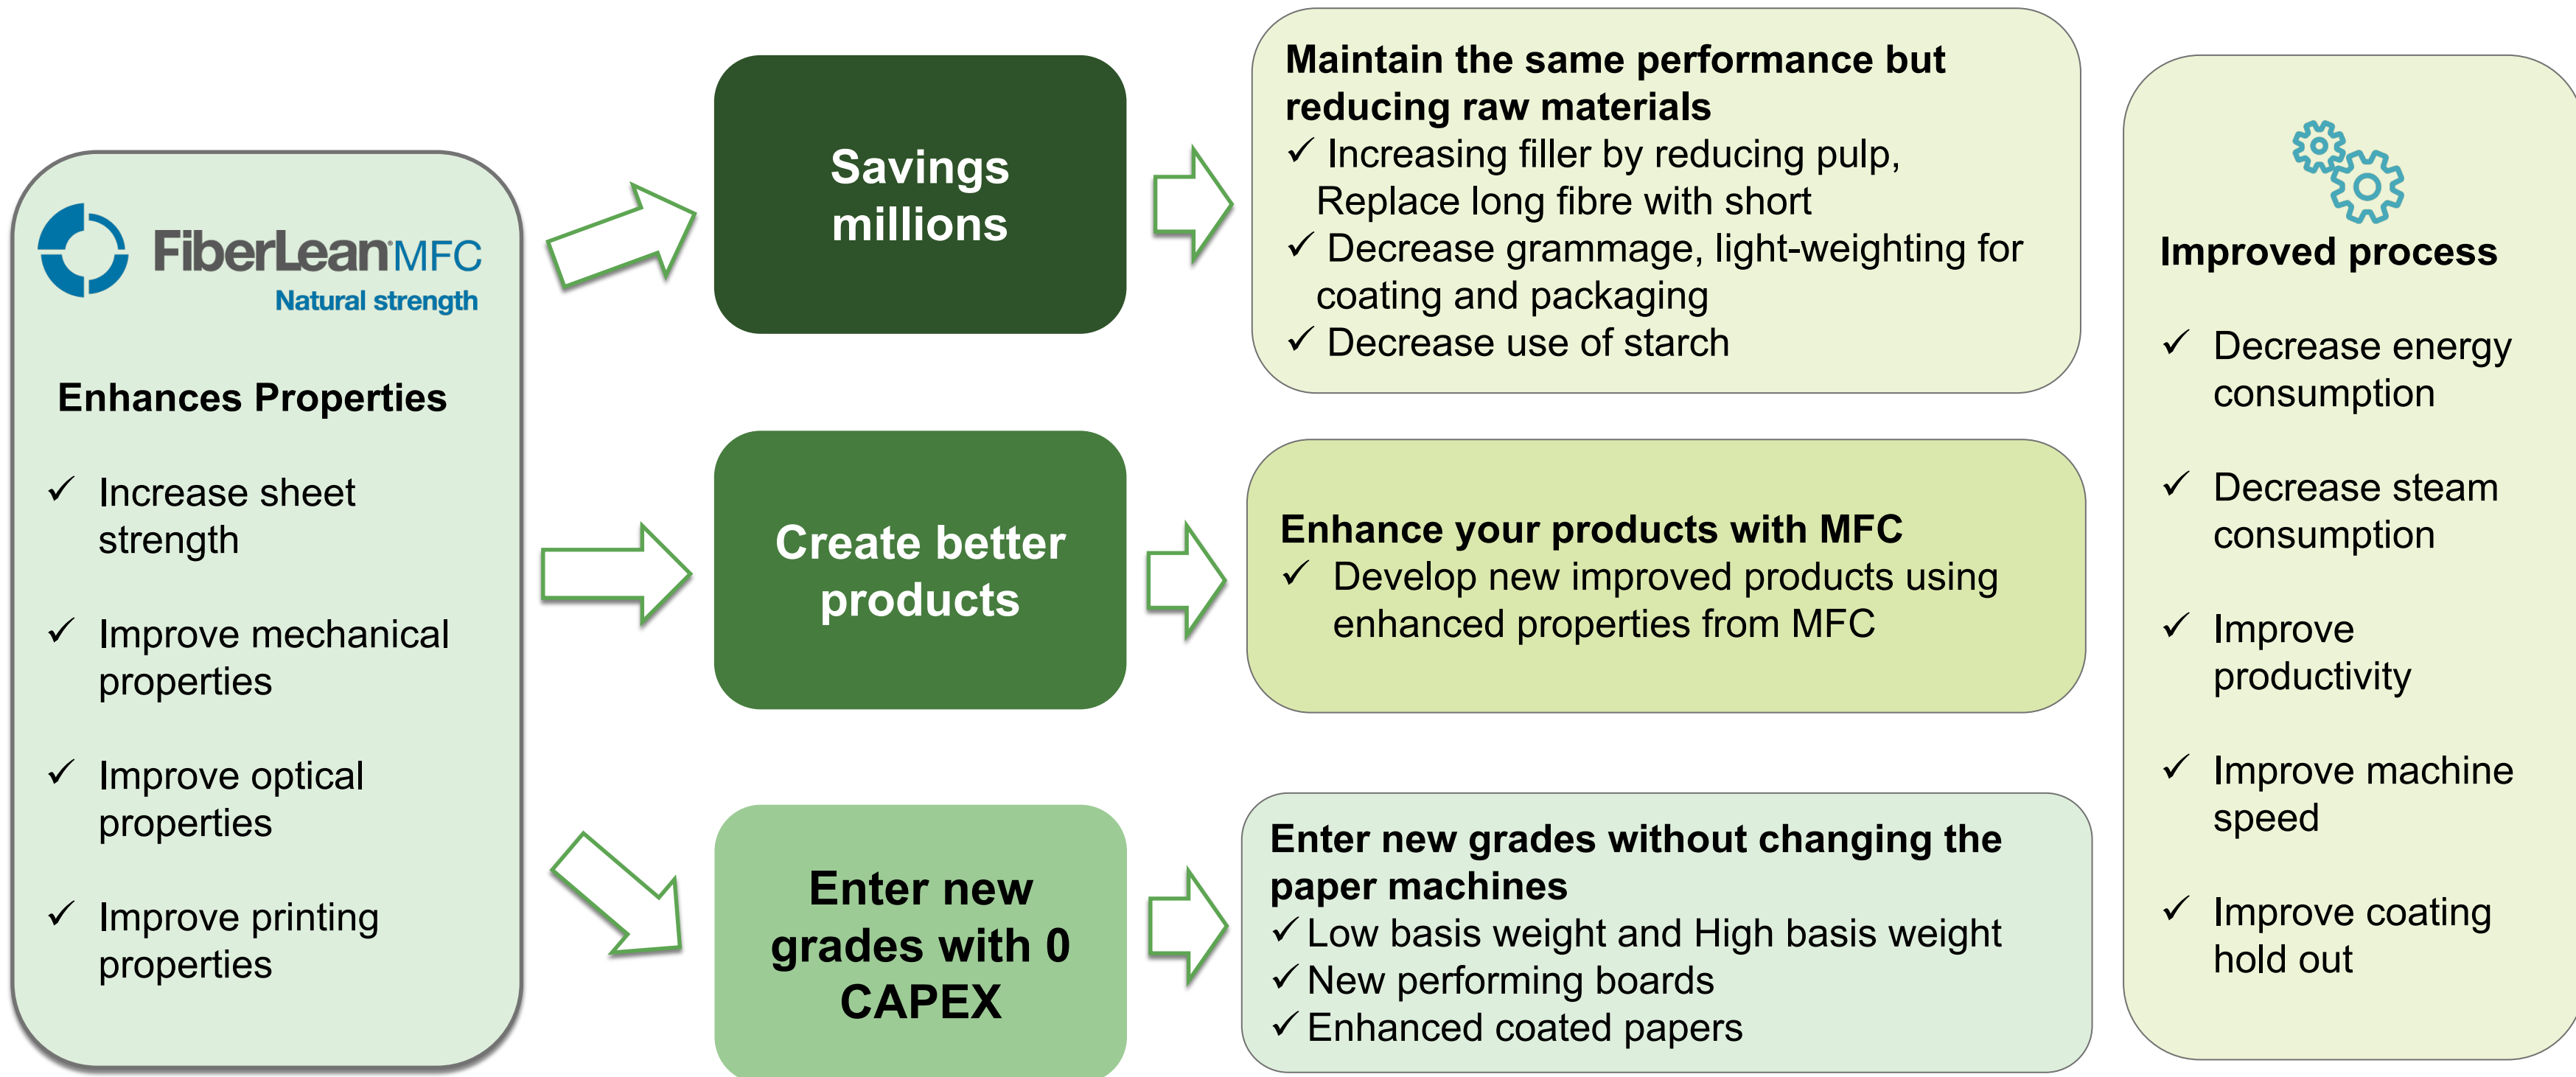 FiberLean MFC
Natural strength
Enhances Properties
✓ Increase sheet
strength
✓ Improve mechanical
properties
✓ Improve optical
properties
✓ Improve printing
properties
Savings
millions
Create better
products
Enter new
grades with 0
CAPEX
Maintain the same performance but
reducing raw materials
✓ Increasing filler by reducing pulp,
Replace long fibre with short
✓ Decrease grammage, light-weighting for
coating and packaging
✓ Decrease use of starch
Enhance your products with MFC
✓ Develop new improved products using
enhanced properties from MFC
Enter new grades without changing the
paper machines
✓ Low basis weight and High basis weight
✓ New performing boards
✓ Enhanced coated papers
Improved process
✓ Decrease energy
consumption
✓ Decrease steam
consumption
✓ Improve
productivity
✓ Improve machine
speed
✓ Improve coating
hold out